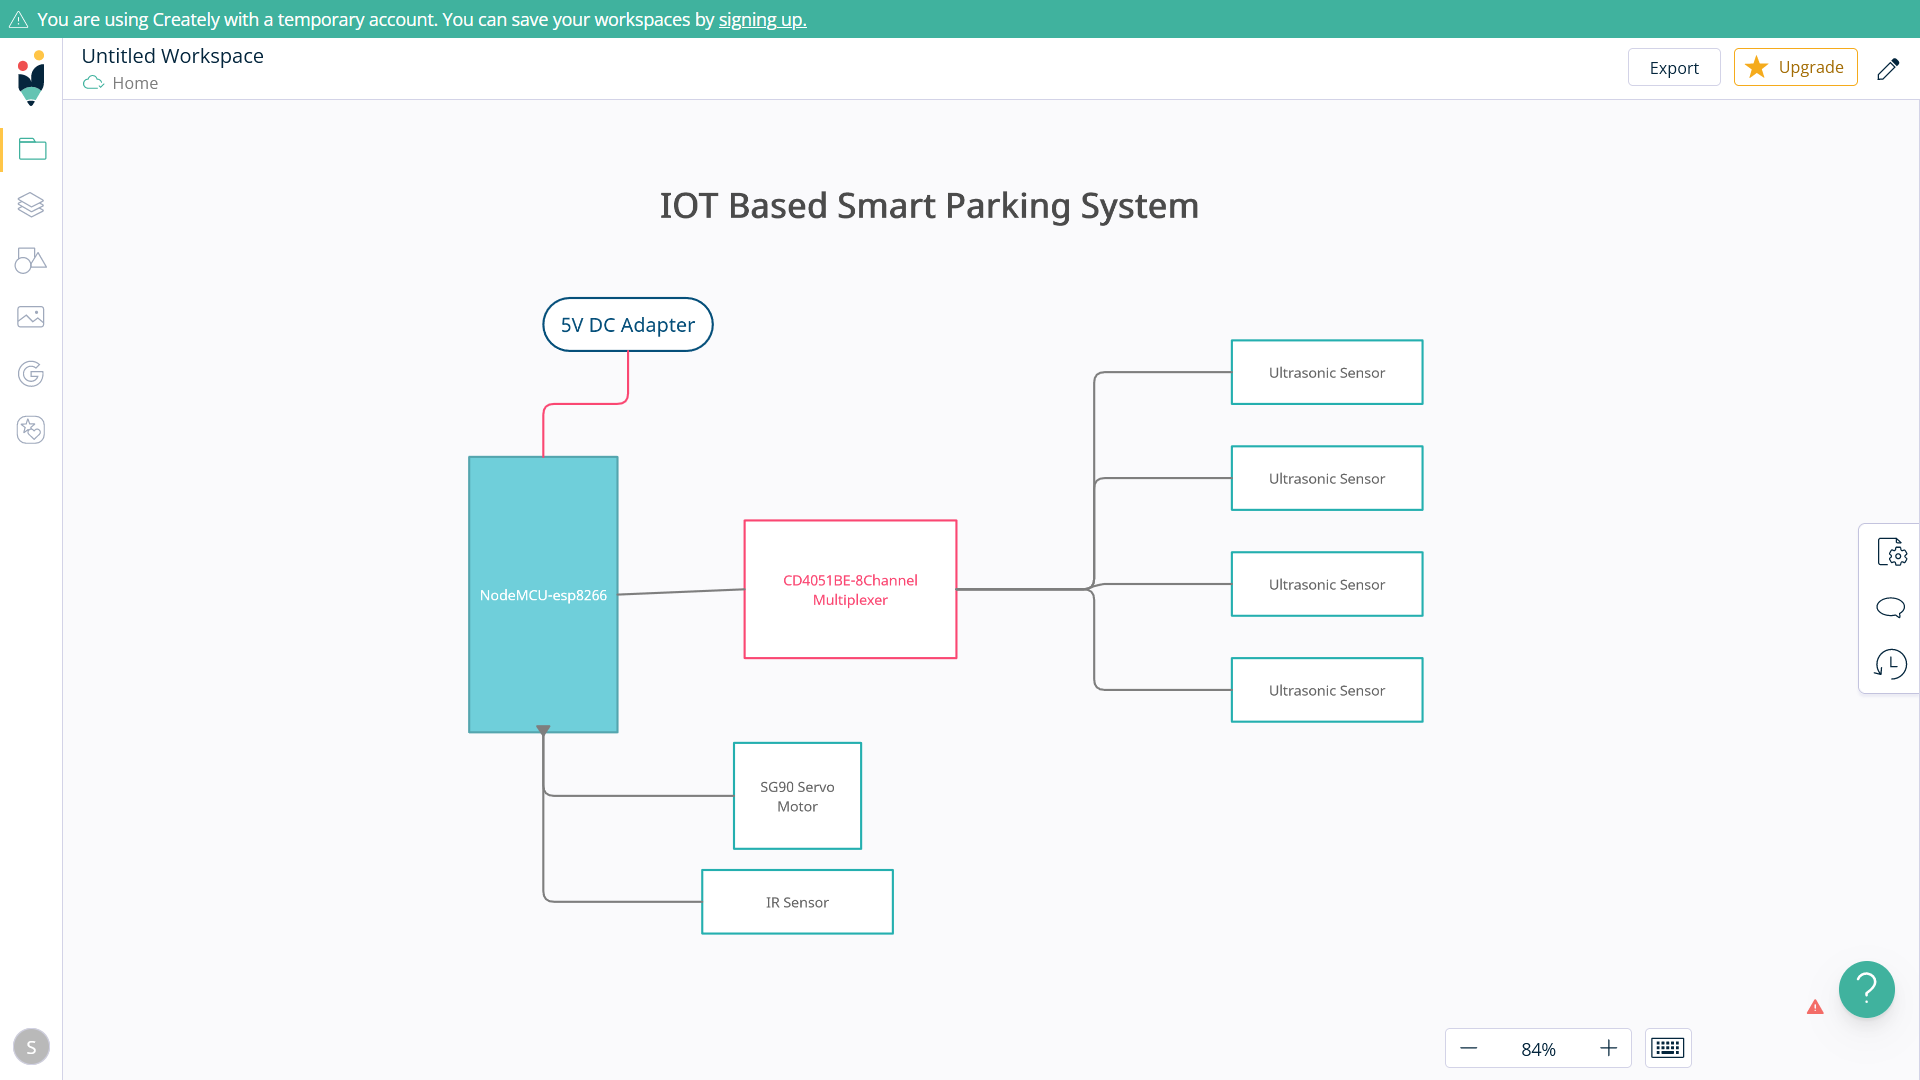 You are using Creately with a temporary account. You can save your workspaces by signing up.
Untitled Workspace
Home
Export
Upgrade
IOT Based Smart Parking System
5V DC Adapter
Ultrasonic Sensor
Ultrasonic Sensor
CD4051BE-8Channel
Multiplexer
NodeMCU-esp8266
Ultrasonic Sensor
Ultrasonic Sensor
SG90 Servo
Motor
IR Sensor
S
84%